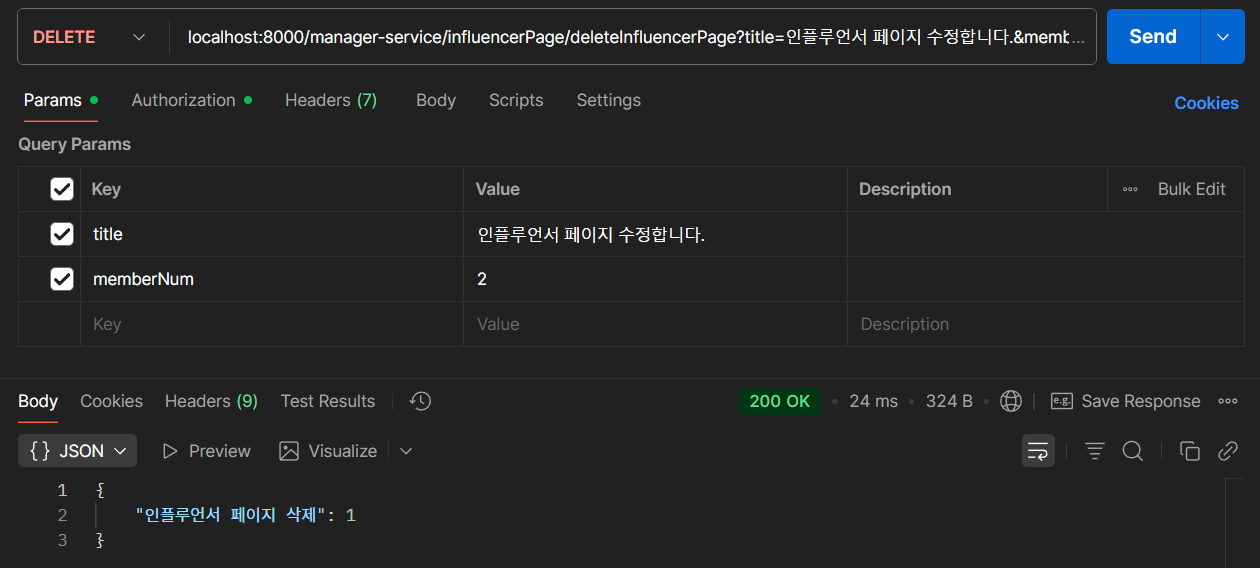 DELETE localhost:8000/manager-service/influencerPage/deleteInfluencerPage?title=인플루언서 페이지 수정합니다.&memb... Send
Params Authorization Headers (7) Body Scripts Settings Cookies
Query Params
Key Value Description Bulk Edit
title 인플루언서 페이지 수정합니다.
memberNum 2
Key Value Description
Body Cookies Headers (9) Test Results 200 OK 24 ms 324 B e.g. Save Response
{} JSON Preview Visualize
1 {
2 "인플루언서 페이지 삭제": 1
3 }